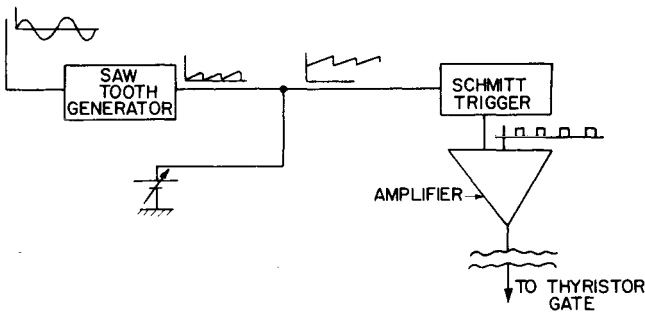 SAW
TOOTH
GENERATOR
SCHMITT
TRIGGER
AMPLIFIER
TO THYRISTOR
GATE